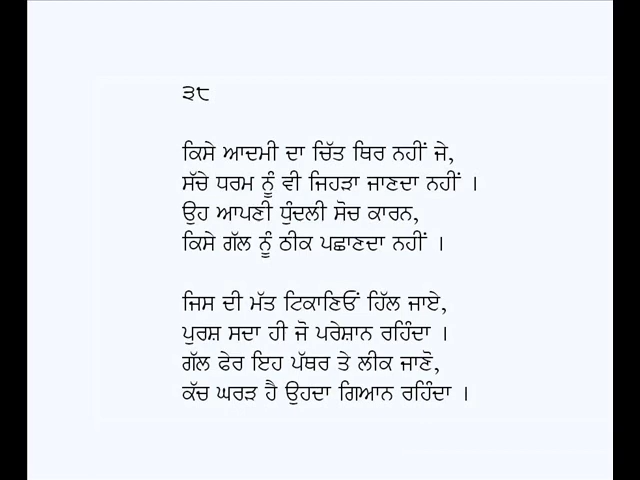 ੩੮
ਕਿਸੇ ਆਦਮੀ ਦਾ ਚਿੱਤ ਥਿਰ ਨਹੀਂ ਜੇ,
ਸੱਚੇ ਧਰਮ ਨੂੰ ਵੀ ਜਿਹੜਾ ਜਾਣਦਾ ਨਹੀਂ ।
ਉਹ ਆਪਣੀ ਧੁੰਦਲੀ ਸੋਚ ਕਾਰਨ,
ਕਿਸੇ ਗੱਲ ਨੂੰ ਠੀਕ ਪਛਾਣਦਾ ਨਹੀਂ ।
ਜਿਸ ਦੀ ਮੱਤ ਟਿਕਾਣਿਓਂ ਹਿੱਲ ਜਾਏ,
ਪੁਰਸ਼ ਸਦਾ ਹੀ ਜੋ ਪਰੇਸ਼ਾਨ ਰਹਿੰਦਾ ।
ਗੱਲ ਫੇਰ ਇਹ ਪੱਥਰ ਤੇ ਲੀਕ ਜਾਣੋ,
ਕੱਚ ਘਰੜ ਹੈ ਉਹਦਾ ਗਿਆਨ ਰਹਿੰਦਾ ।